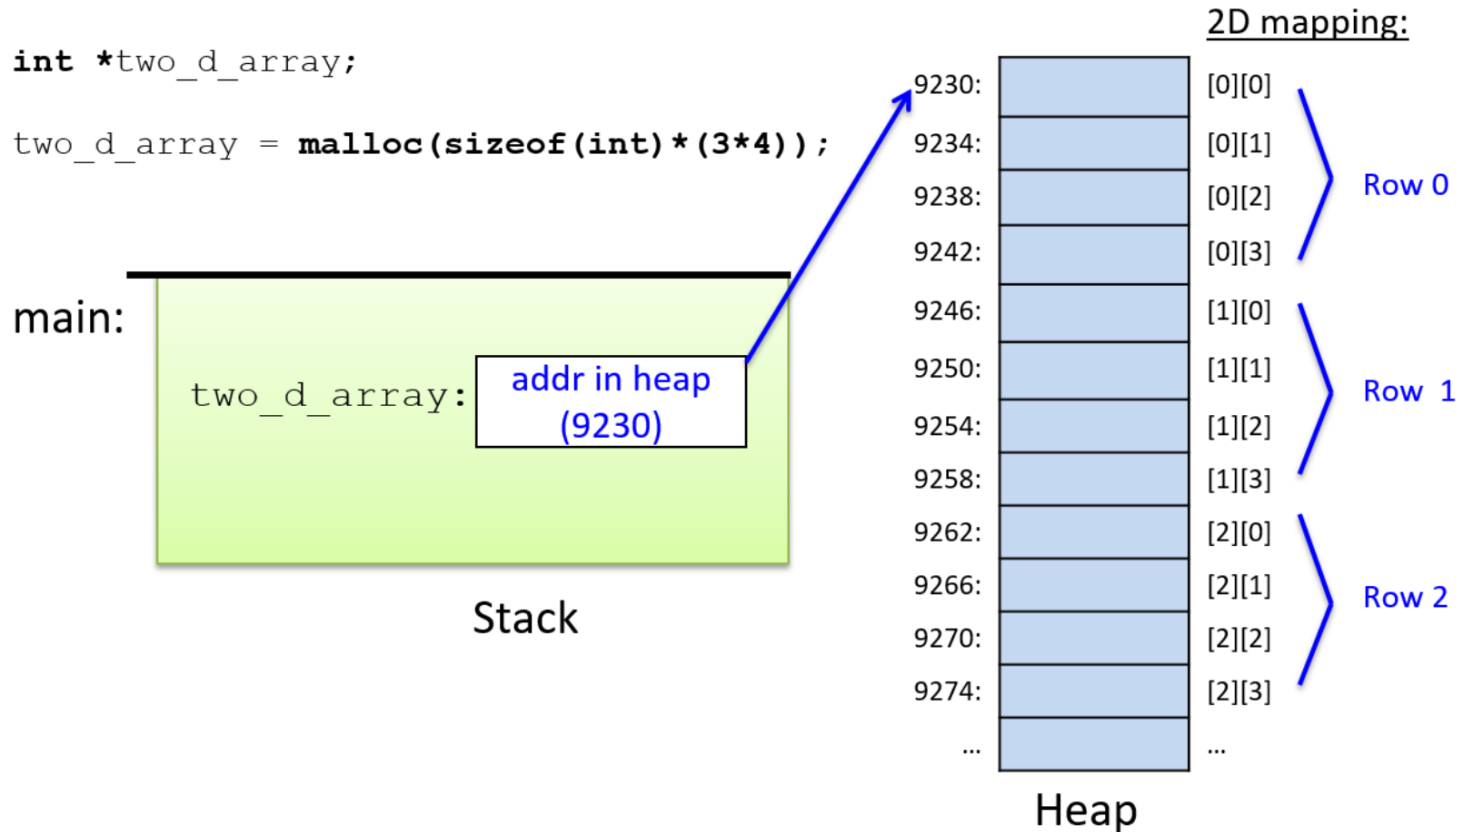 int *two_d_array;
two_d_array = malloc(sizeof(int)*(3*4));
main:
two_d_array:
addr in heap
(9230)
Stack
2D mapping:
9230: [0][0]
9234: [0][1]
9238: [0][2]
9242: [0][3]
Row 0
9246: [1][0]
9250: [1][1]
9254: [1][2]
9258: [1][3]
Row 1
9262: [2][0]
9266: [2][1]
9270: [2][2]
9274: [2][3]
Row 2
... ...
Heap